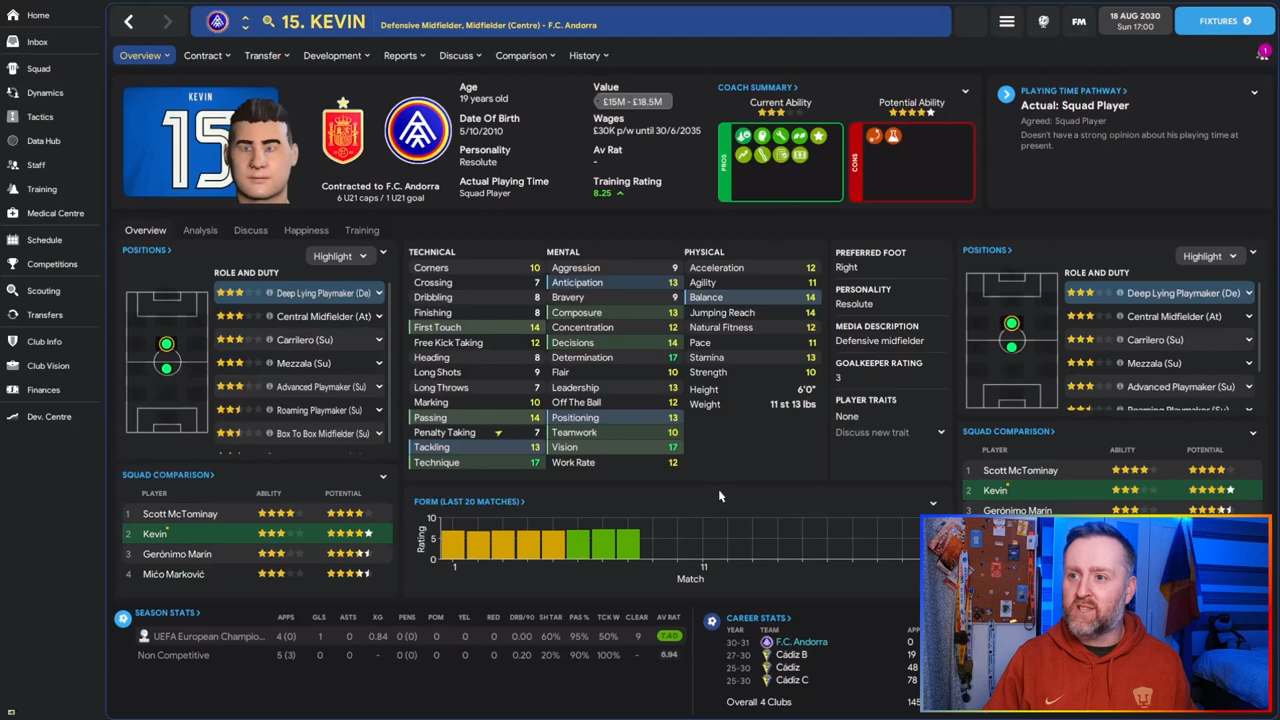 Home
Inbox
Squad
Dynamics
Tactics
Data Hub
Staff
Training
Medical Centre
Schedule
Competitions
Scouting
Transfers
Club Info
Club Vision
Finances
Dev. Centre
15. KEVIN
Defensive Midfielder, Midfielder (Centre) - F.C. Andorra
FM
18 AUG 2030
Sun 17:00
FIXTURES
Overview
Contract
Transfer
Development
Reports
Discuss
Comparison
History
1
KEVIN
15
Contracted to F.C. Andorra
6 U21 caps / 1 U21 goal
Age
19 years old
Date Of Birth
5/10/2010
Personality
Resolute
Actual Playing Time
Squad Player
Value
£15M - £18.5M
Wages
£30K p/w until 30/6/2035
Av Rat
-
Training Rating
8.25
COACH SUMMARY >
Current Ability
Potential Ability
PROS
CONS
PLAYING TIME PATHWAY >
Actual: Squad Player
Agreed: Squad Player
Doesn't have a strong opinion about his playing time at
present.
Overview
Analysis
Discuss
Happiness
Training
POSITIONS >
Highlight
ROLE AND DUTY
Deep Lying Playmaker (De)
Central Midfielder (At)
Carrilero (Su)
Mezzala (Su)
Advanced Playmaker (Su)
Roaming Playmaker (Su)
Box To Box Midfielder (Su)
SQUAD COMPARISON >
PLAYER ABILITY POTENTIAL
1 Scott McTominay
2 Kevin
3 Gerónimo Marín
4 Mićo Marković
TECHNICAL
Corners 10
Crossing 7
Dribbling 8
Finishing 8
First Touch 14
Free Kick Taking 12
Heading 8
Long Shots 9
Long Throws 7
Marking 10
Passing 14
Penalty Taking 7
Tackling 13
Technique 17
MENTAL
Aggression 9
Anticipation 13
Bravery 9
Composure 13
Concentration 12
Decisions 14
Determination 17
Flair 10
Leadership 13
Off The Ball 12
Positioning 13
Teamwork 10
Vision 17
Work Rate 12
PHYSICAL
Acceleration 12
Agility 11
Balance 14
Jumping Reach 14
Natural Fitness 12
Pace 11
Stamina 13
Strength 10
Height 6'0"
Weight 11 st 13 lbs
PREFERRED FOOT
Right
PERSONALITY
Resolute
MEDIA DESCRIPTION
Defensive midfielder
GOALKEEPER RATING
3
PLAYER TRAITS
None
Discuss new trait
POSITIONS >
Highlight
ROLE AND DUTY
Deep Lying Playmaker (De)
Central Midfielder (At)
Carrilero (Su)
Mezzala (Su)
Advanced Playmaker (Su)
Roaming Playmaker (Su)
SQUAD COMPARISON >
PLAYER ABILITY POTENTIAL
1 Scott McTominay
2 Kevin
3 Gerónimo Marín
FORM (LAST 20 MATCHES) >
Rating
10
5
0
1
11
Match
SEASON STATS >
APPS GLS ASTS XG PENS POM YEL RED DRB/90 SH TAR PAS% TCK W CLEAR AV RAT
UEFA European Champio... 4 (0) 1 0 0.84 0 (0) 0 0 0 0.00 60% 95% 50% 9 7.40
Non Competitive 5 (3) 0 0 - 0 (0) 0 0 0 0.20 20% 90% 100% - 6.94
CAREER STATS >
YEAR TEAM AP
30-31 F.C. Andorra 0
27-30 Cádiz B 19
25-30 Cádiz 48
25-30 Cádiz C 78
Overall 4 Clubs 145